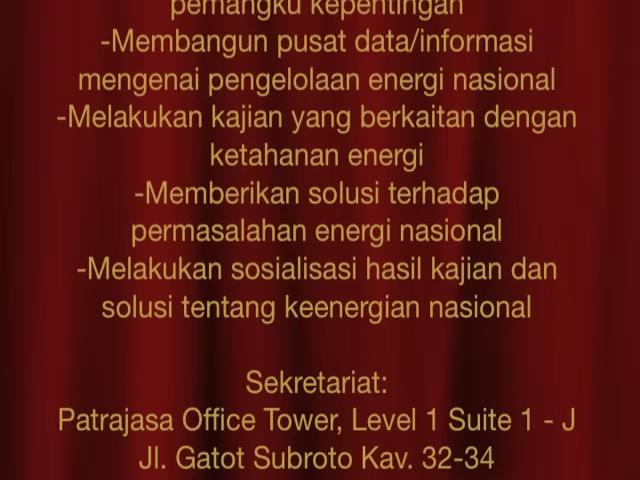 pemangku kepentingan
-Membangun pusat data/informasi
mengenai pengelolaan energi nasional
-Melakukan kajian yang berkaitan dengan
ketahanan energi
-Memberikan solusi terhadap
permasalahan energi nasional
-Melakukan sosialisasi hasil kajian dan
solusi tentang keenergian nasional
Sekretariat:
Patrajasa Office Tower, Level 1 Suite 1 - J
Jl. Gatot Subroto Kav. 32-34